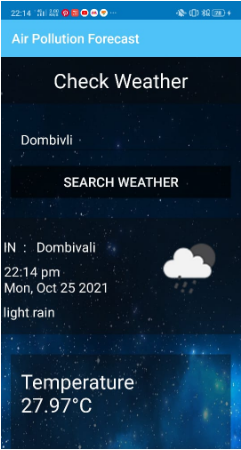 22:14
Air Pollution Forecast
Check Weather
Dombivli
SEARCH WEATHER
IN : Dombivali
22:14 pm
Mon, Oct 25 2021
light rain
Temperature
27.97°C